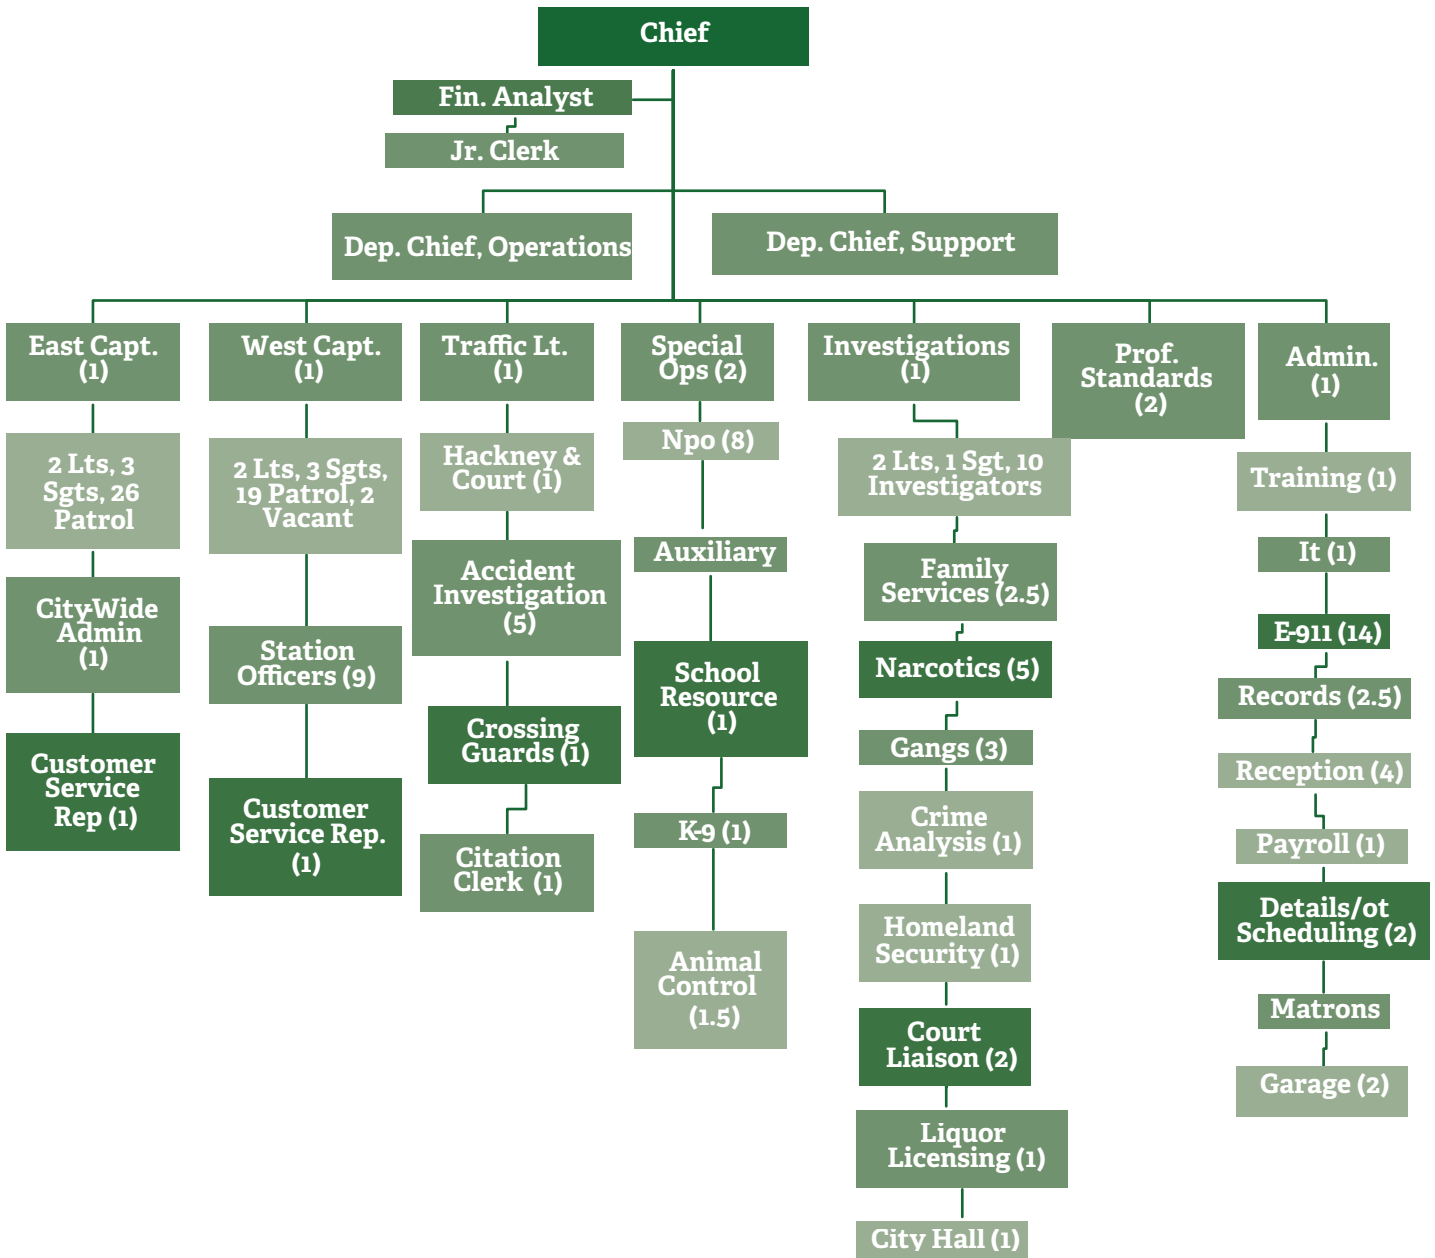 Chief
Fin. Analyst
Jr. Clerk
Dep. Chief, Operations
Dep. Chief, Support
East Capt.
(1)
West Capt.
(1)
Traffic Lt.
(1)
Special
Ops (2)
Investigations
(1)
Prof.
Standards
(2)
Admin.
(1)
2 Lts, 3
Sgts, 26
Patrol
City-Wide
Admin
(1)
Customer
Service
Rep (1)
2 Lts, 3 Sgts,
19 Patrol, 2
Vacant
Station
Officers (9)
Customer
Service Rep.
(1)
Hackney &
Court (1)
Accident
Investigation
(5)
Crossing
Guards (1)
Citation
Clerk (1)
Npo (8)
Auxiliary
School
Resource
(1)
K-9 (1)
Animal
Control
(1.5)
2 Lts, 1 Sgt, 10
Investigators
Family
Services (2.5)
Narcotics (5)
Gangs (3)
Crime
Analysis (1)
Homeland
Security (1)
Court
Liaison (2)
Liquor
Licensing (1)
City Hall (1)
Training (1)
It (1)
E-911 (14)
Records (2.5)
Reception (4)
Payroll (1)
Details/ot
Scheduling (2)
Matrons
Garage (2)